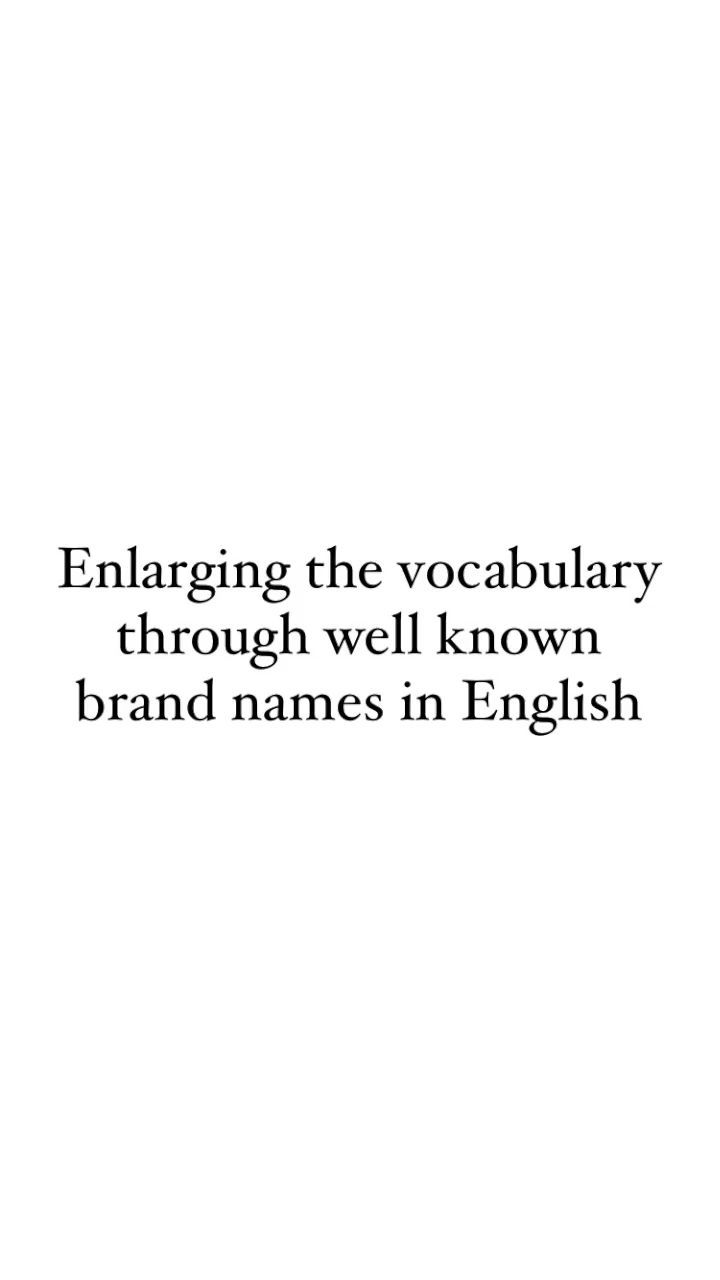 Enlarging the vocabulary
through well known
brand names in English